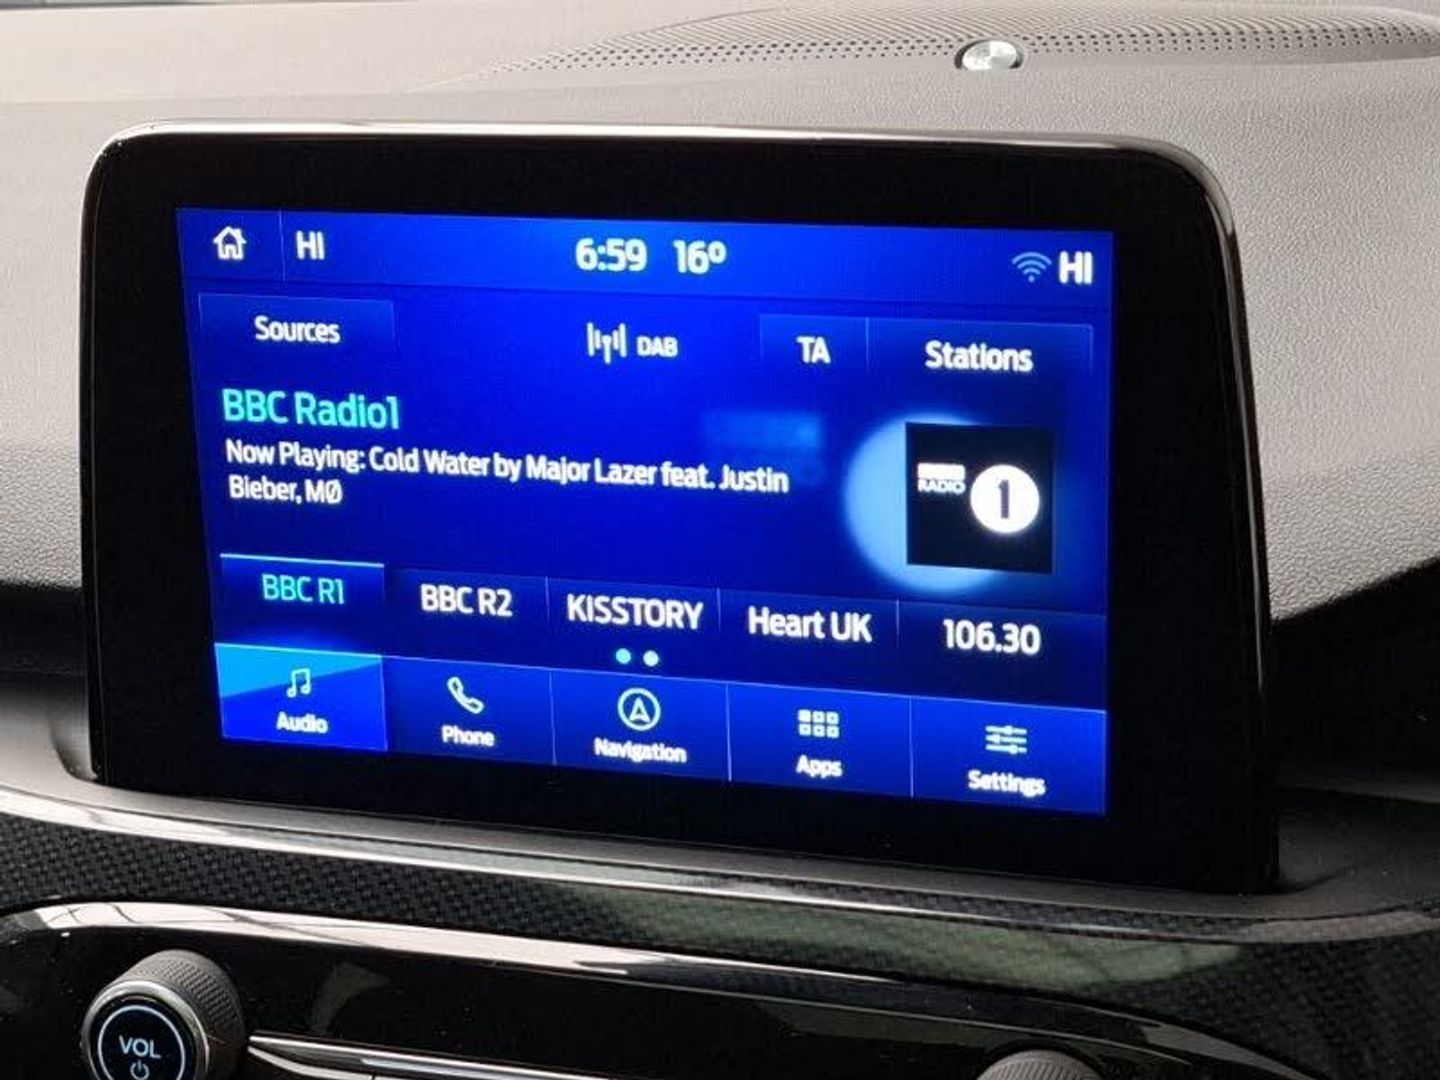 HI 6:59 16° HI
Sources DAB TA Stations
BBC Radio1
Now Playing: Cold Water by Major Lazer feat. Justin
Bieber, MØ
RADIO 1
BBC R1 BBC R2 KISSTORY Heart UK 106.30
Audio Phone Navigation Apps Settings
VOL